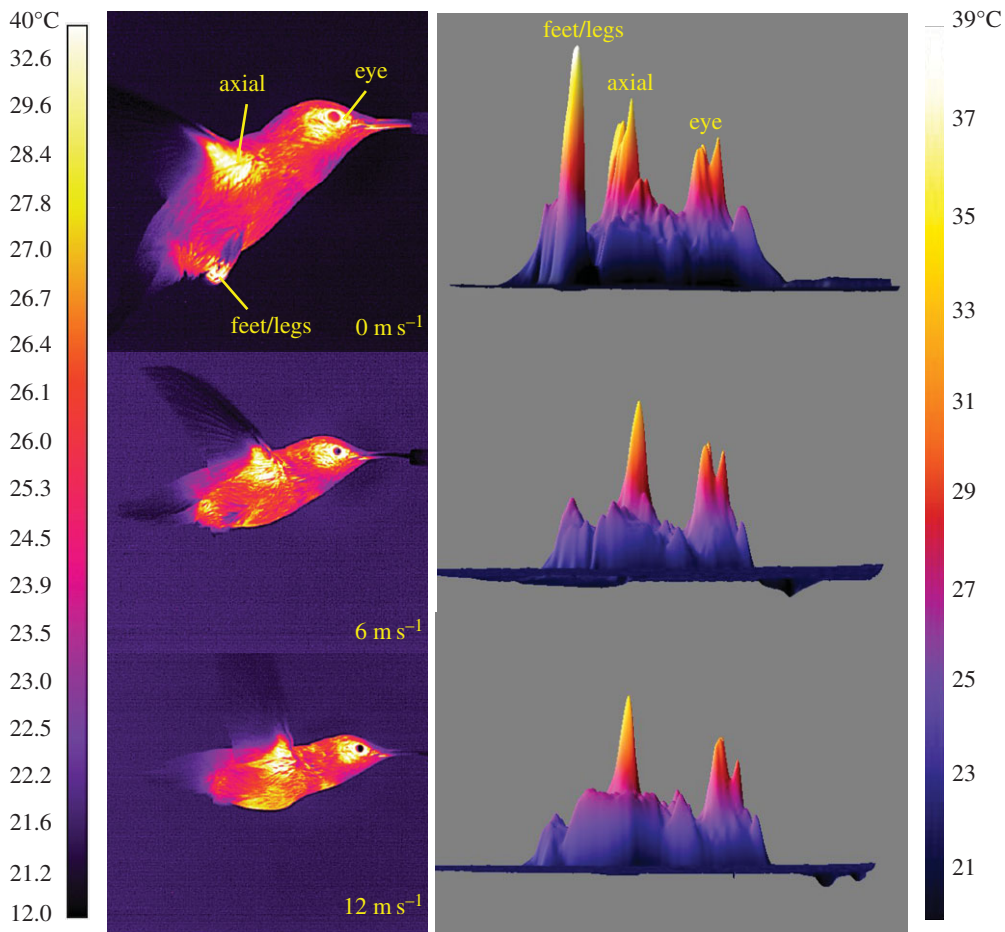 40°C
32.6
29.6
28.4
27.8
27.0
26.7
26.4
26.1
26.0
25.3
24.5
23.9
23.5
23.0
22.5
22.2
21.6
21.2
12.0
axial
eye
feet/legs
0 m s⁻¹
6 m s⁻¹
12 m s⁻¹
feet/legs
axial
eye
39°C
37
35
33
31
29
27
25
23
21